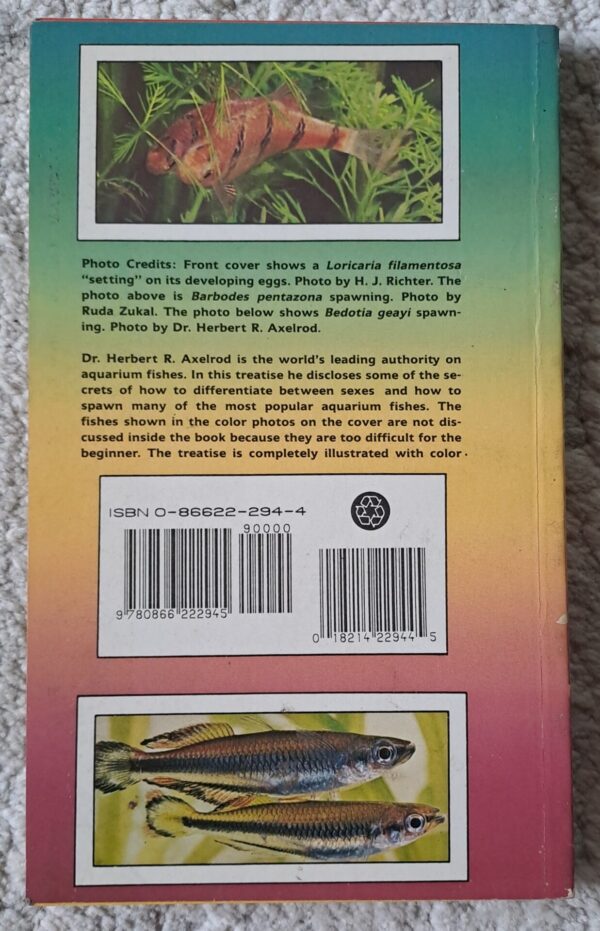 Photo Credits: Front cover shows a Loricaria filamentosa
"setting" on its developing eggs. Photo by H. J. Richter. The
photo above is Barbodes pentazona spawning. Photo by
Ruda Zukal. The photo below shows Bedotia geayi spawn-
ing. Photo by Dr. Herbert R. Axelrod.
Dr. Herbert R. Axelrod is the world's leading authority on
aquarium fishes. In this treatise he discloses some of the se-
crets of how to differentiate between sexes and how to
spawn many of the most popular aquarium fishes. The
fishes shown in the color photos on the cover are not dis-
cussed inside the book because they are too difficult for the
beginner. The treatise is completely illustrated with color.
ISBN 0-86622-294-4
90000
9 780866 222945
0 18214 22944 5